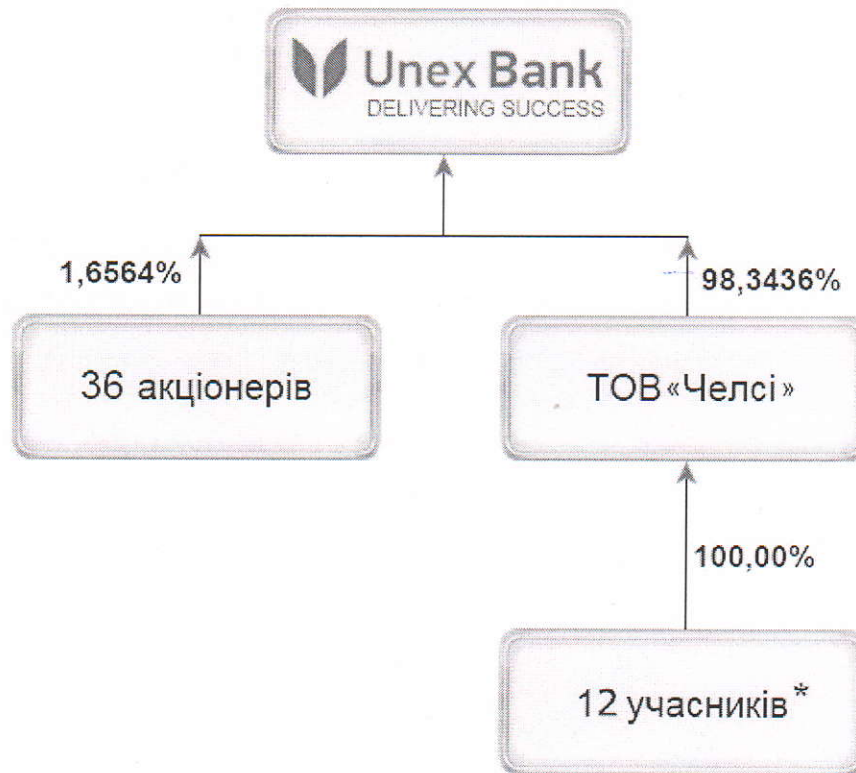 Unex Bank
DELIVERING SUCCESS
1,6564%
98,3436%
36 акціонерів
ТОВ «Челсі»
100,00%
12 учасників*